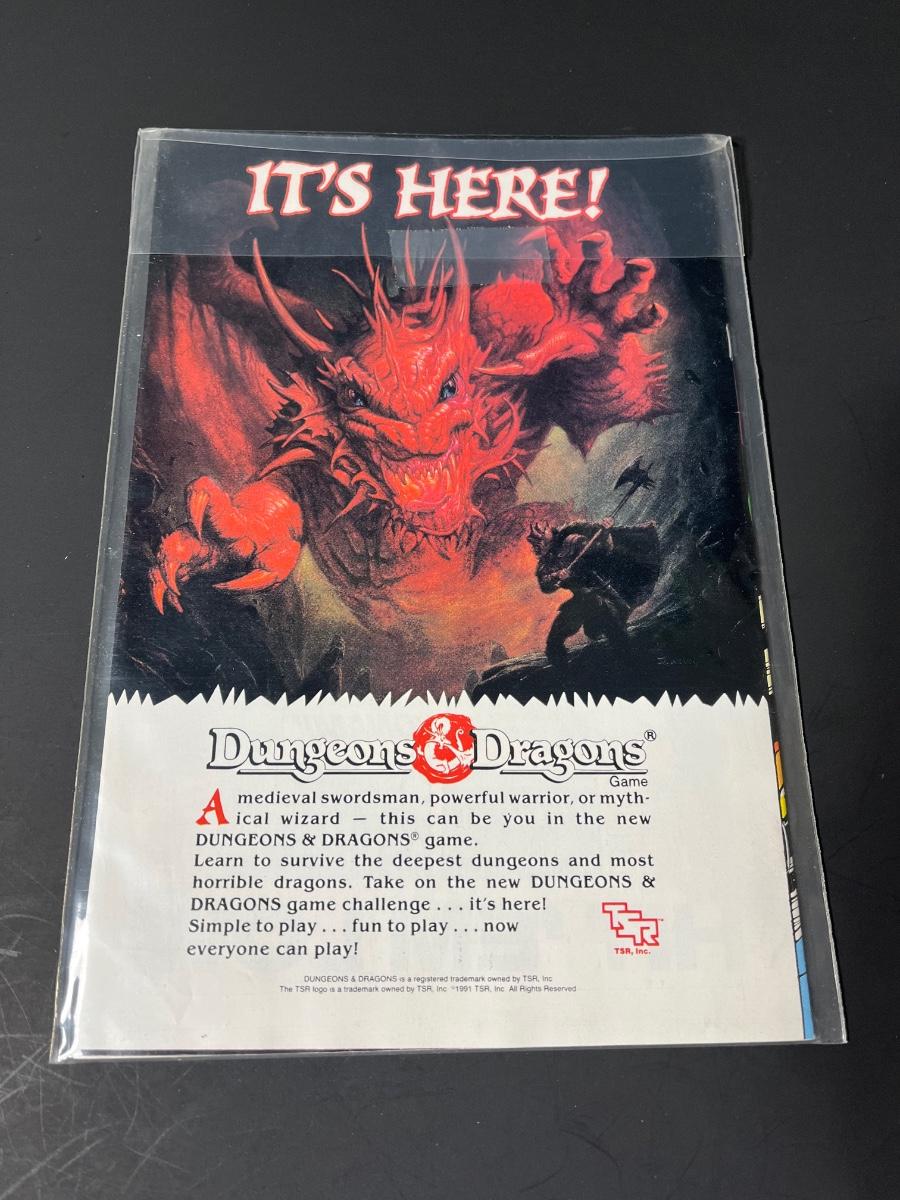 IT'S HERE!
Dungeons & Dragons®
Game
A medieval swordsman, powerful warrior, or myth-
ical wizard — this can be you in the new
DUNGEONS & DRAGONS® game.
Learn to survive the deepest dungeons and most
horrible dragons. Take on the new DUNGEONS &
DRAGONS game challenge . . . it's here!
Simple to play . . . fun to play . . . now
everyone can play!
TSR
TSR, Inc.
DUNGEONS & DRAGONS is a registered trademark owned by TSR, Inc
The TSR logo is a trademark owned by TSR, Inc ©1991 TSR, Inc All Rights Reserved